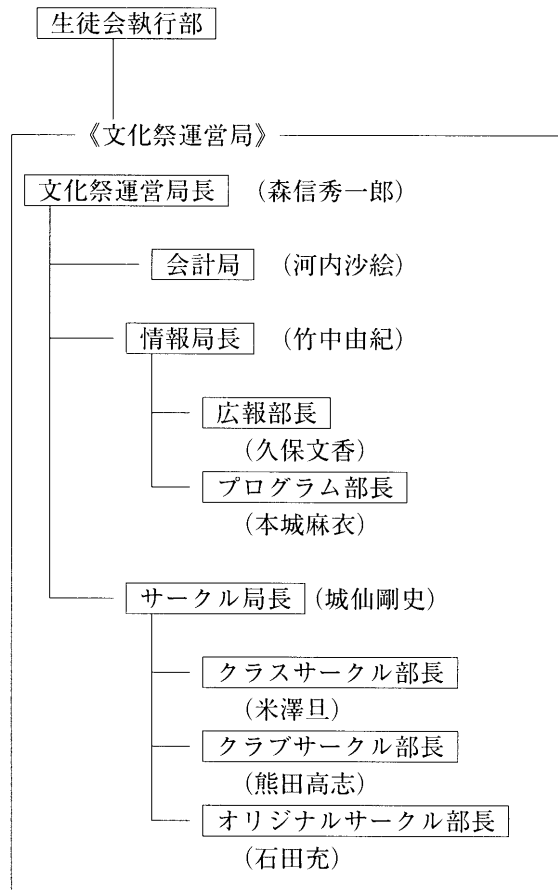 生徒会執行部
《文化祭運営局》
文化祭運営局長 (森信秀一郎)
会計局 (河内沙絵)
情報局長 (竹中由紀)
広報部長
(久保文香)
プログラム部長
(本城麻衣)
サークル局長 (城仙剛史)
クラスサークル部長
(米澤旦)
クラブサークル部長
(熊田高志)
オリジナルサークル部長
(石田充)